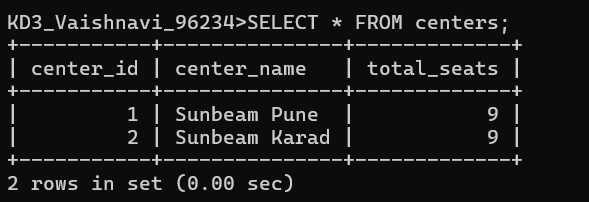 KD3_Vaishnavi_96234>SELECT * FROM centers;
+-----------+---------------+-------------+
| center_id | center_name   | total_seats |
+-----------+---------------+-------------+
|         1 | Sunbeam Pune  |           9 |
|         2 | Sunbeam Karad |           9 |
+-----------+---------------+-------------+
2 rows in set (0.00 sec)